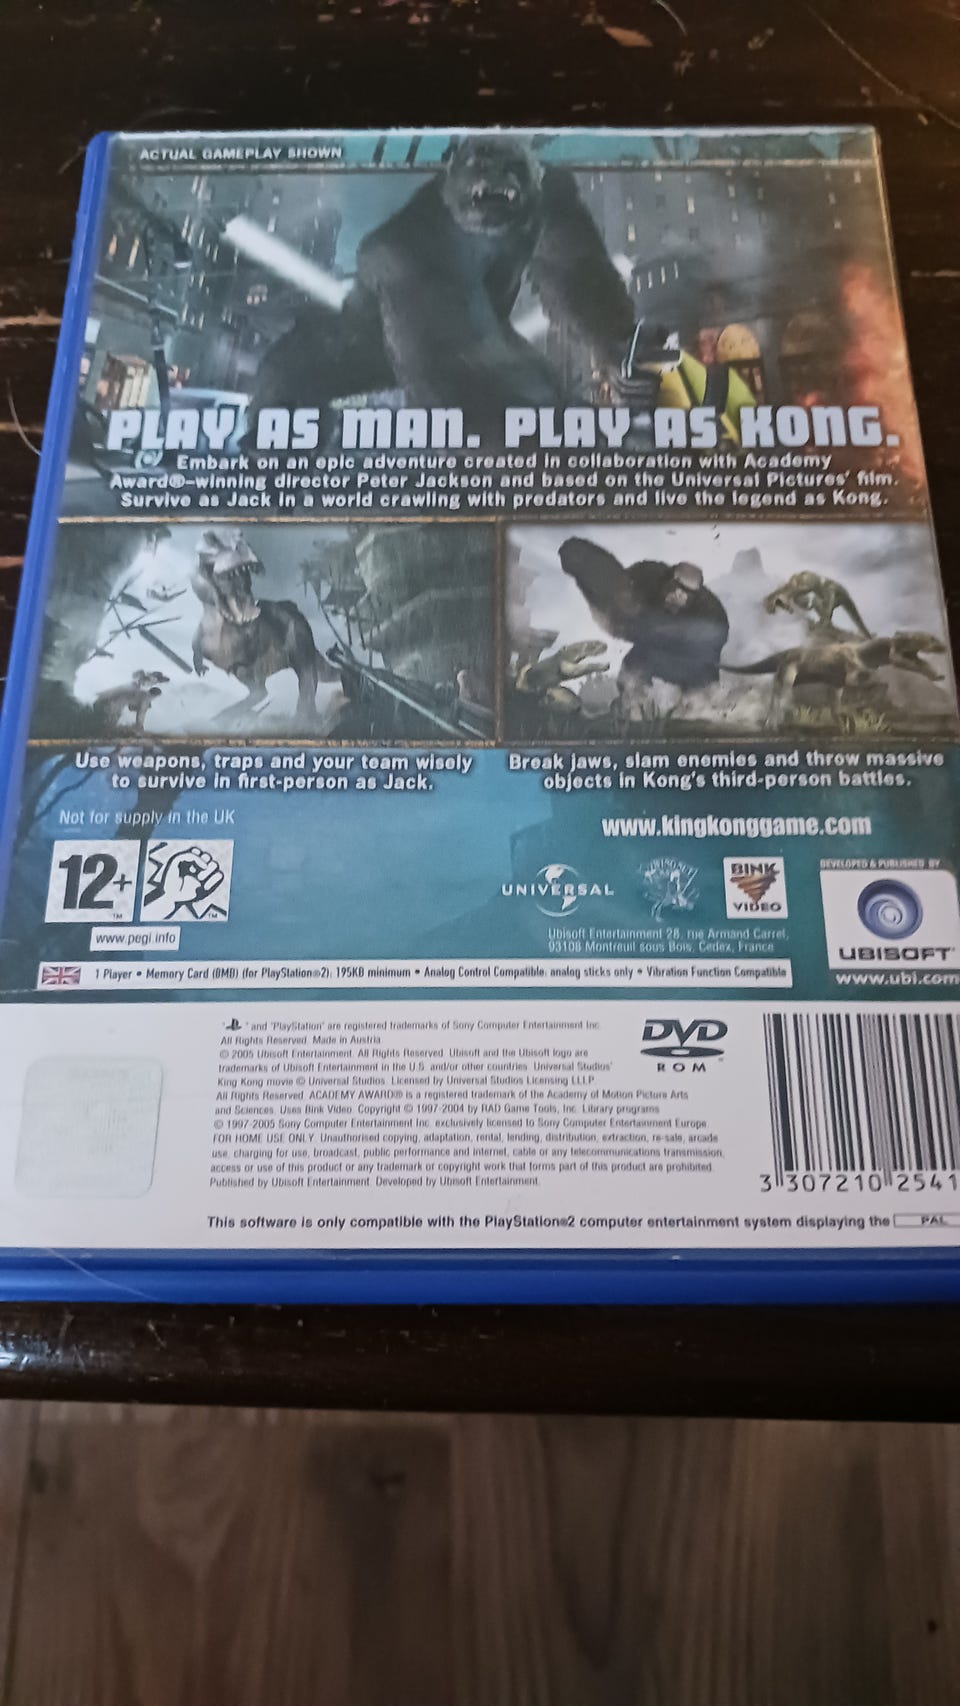 ACTUAL GAMEPLAY SHOWN
PLAY AS MAN. PLAY AS KONG.
Embark on an epic adventure created in collaboration with Academy
Award®-winning director Peter Jackson and based on the Universal Pictures' film.
Survive as Jack in a world crawling with predators and live the legend as Kong.
Use weapons, traps and your team wisely
to survive in first-person as Jack.
Break jaws, slam enemies and throw massive
objects in Kong's third-person battles.
Not for supply in the UK
www.kingkonggame.com
12+
™
™
www.pegi.info
UNIVERSAL
BINK
VIDEO
DEVELOPED & PUBLISHED BY
UBISOFT
www.ubi.com
Ubisoft Entertainment 28, rue Armand Carrel,
93108 Montreuil sous Bois, Cedex, France
1 Player • Memory Card (8MB) (for PlayStation®2): 195KB minimum • Analog Control Compatible: analog sticks only • Vibration Function Compatible
" " and "PlayStation" are registered trademarks of Sony Computer Entertainment Inc.
All Rights Reserved. Made in Austria
© 2005 Ubisoft Entertainment. All Rights Reserved. Ubisoft and the Ubisoft logo are
trademarks of Ubisoft Entertainment in the U.S. and/or other countries. Universal Studios'
King Kong movie © Universal Studios. Licensed by Universal Studios Licensing LLLP.
All Rights Reserved. ACADEMY AWARD® is a registered trademark of the Academy of Motion Picture Arts
and Sciences. Uses Bink Video. Copyright © 1997-2004 by RAD Game Tools, Inc. Library programs
© 1997-2005 Sony Computer Entertainment Inc. exclusively licensed to Sony Computer Entertainment Europe.
FOR HOME USE ONLY. Unauthorised copying, adaptation, rental, lending, distribution, extraction, re-sale, arcade
use, charging for use, broadcast, public performance and internet, cable or any telecommunications transmission,
access or use of this product or any trademark or copyright work that forms part of this product are prohibited.
Published by Ubisoft Entertainment. Developed by Ubisoft Entertainment.
DVD
ROM
3 307210 2541
This software is only compatible with the PlayStation®2 computer entertainment system displaying the PAL